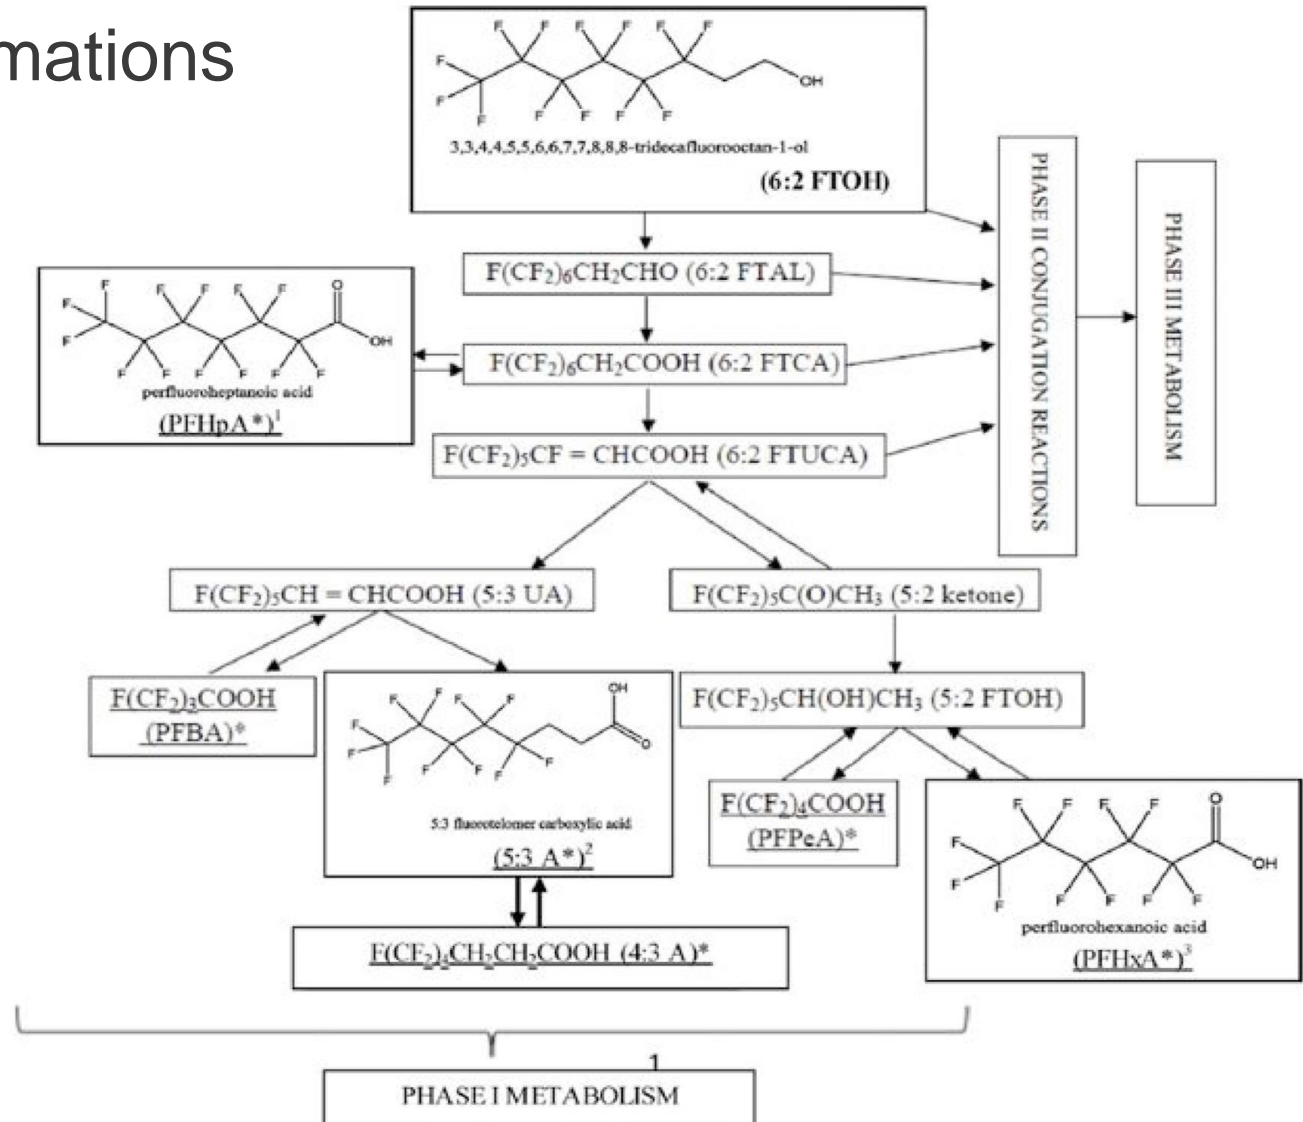 mations
F F F F F F
F
F
F
F F F F
OH
3,3,4,4,5,5,6,6,7,7,8,8,8-tridecafluorooctan-1-ol
(6:2 FTOH)
F(CF₂)₆CH₂CHO (6:2 FTAL)
F(CF₂)₆CH₂COOH (6:2 FTCA)
F(CF₂)₅CF = CHCOOH (6:2 FTUCA)
PHASE II CONJUGATION REACTIONS
PHASE III METABOLISM
F F F F F
O
F
F
OH
F F F F F F
perfluoroheptanoic acid
(PFHpA*)¹
F(CF₂)₅CH = CHCOOH (5:3 UA)
F(CF₂)₅C(O)CH₃ (5:2 ketone)
F(CF₂)₃COOH
(PFBA)*
F F F F
OH
F
F
O
F
F F F F
5:3 fluorotelomer carboxylic acid
(5:3 A*)²
F(CF₂)₅CH(OH)CH₃ (5:2 FTOH)
F(CF₂)₄COOH
(PFPeA)*
F F F F
O
F
F
OH
F
F F F F
perfluorohexanoic acid
(PFHxA*)³
F(CF₂)₄CH₂CH₂COOH (4:3 A)*
1
PHASE I METABOLISM